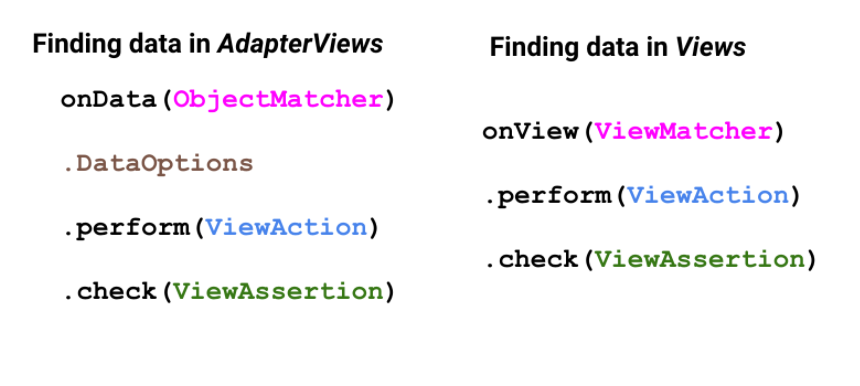 Finding data in AdapterViews
onData(ObjectMatcher)
.DataOptions
.perform(ViewAction)
.check(ViewAssertion)
Finding data in Views
onView(ViewMatcher)
.perform(ViewAction)
.check(ViewAssertion)